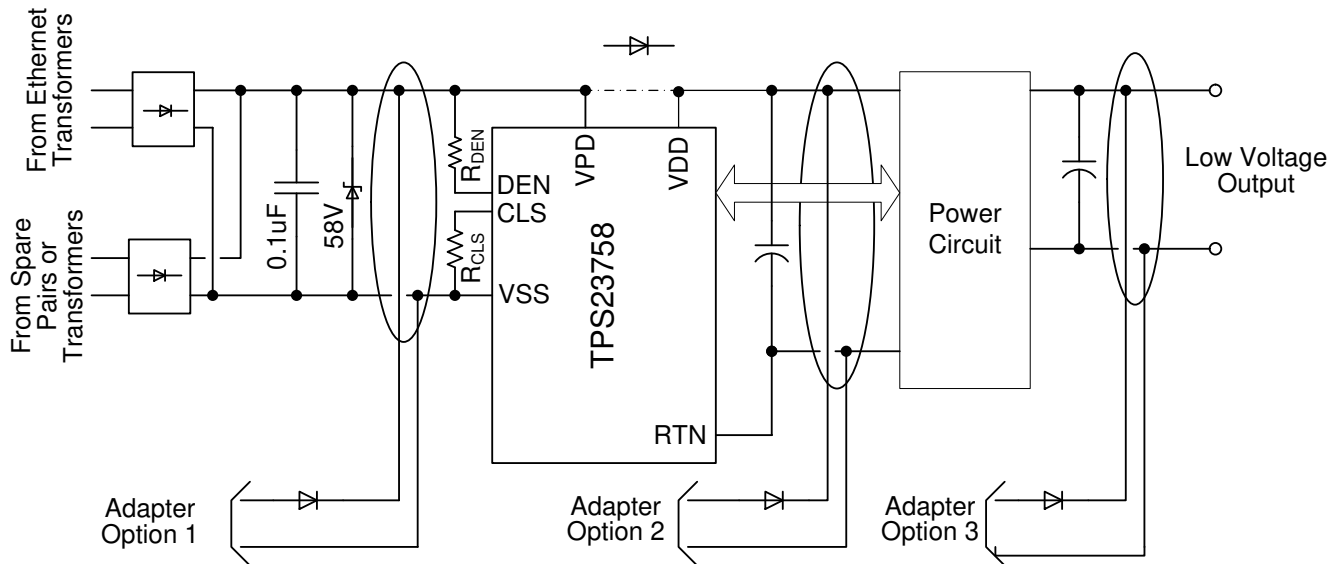 From Ethernet
Transformers
From Spare
Pairs or
Transformers
0.1uF
58V
RDEN
RCLS
DEN
CLS
VSS
VPD
VDD
TPS23758
RTN
Power
Circuit
Low Voltage
Output
Adapter
Option 1
Adapter
Option 2
Adapter
Option 3